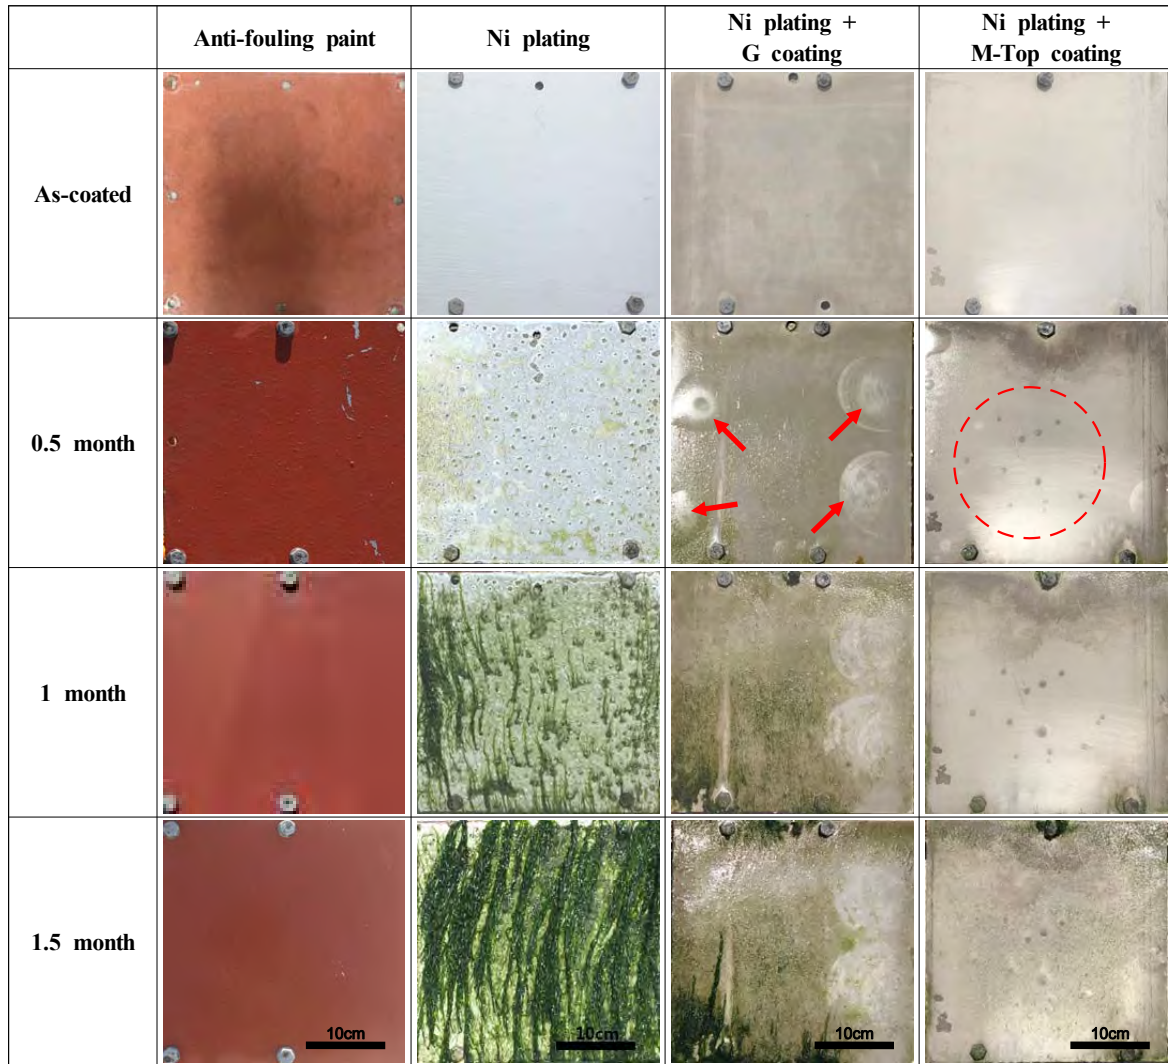 Anti-fouling paint
Ni plating
Ni plating +
G coating
Ni plating +
M-Top coating
As-coated
0.5 month
1 month
1.5 month
10cm
10cm
10cm
10cm